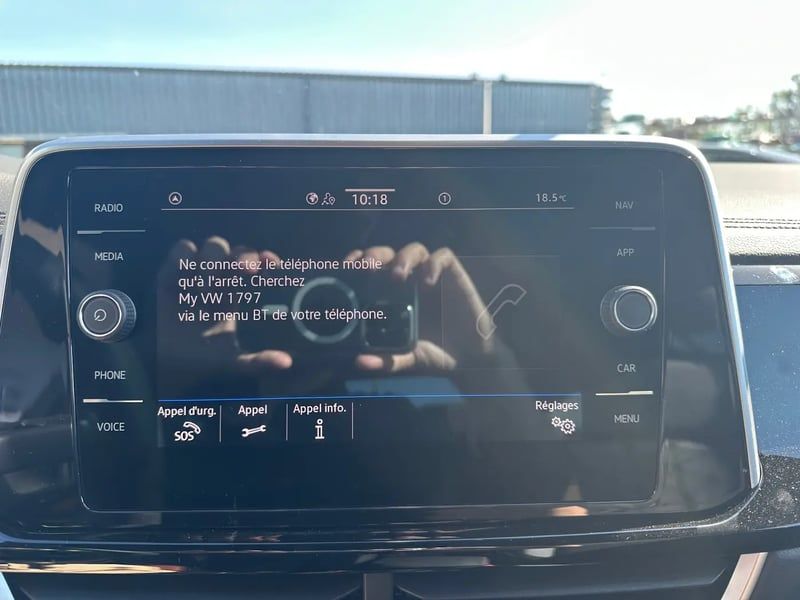 10:18
1
18.5°C
RADIO
MEDIA
PHONE
VOICE
Ne connectez le téléphone mobile
qu'à l'arrêt. Cherchez
My VW 1797
via le menu BT de votre téléphone.
NAV
APP
CAR
MENU
Appel d'urg.
SOS
Appel
Appel info.
i
Réglages